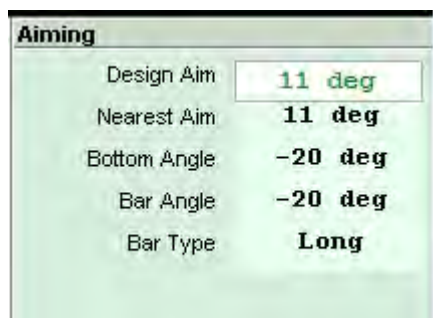 Aiming
Design Aim 11 deg
Nearest Aim 11 deg
Bottom Angle -20 deg
Bar Angle -20 deg
Bar Type Long